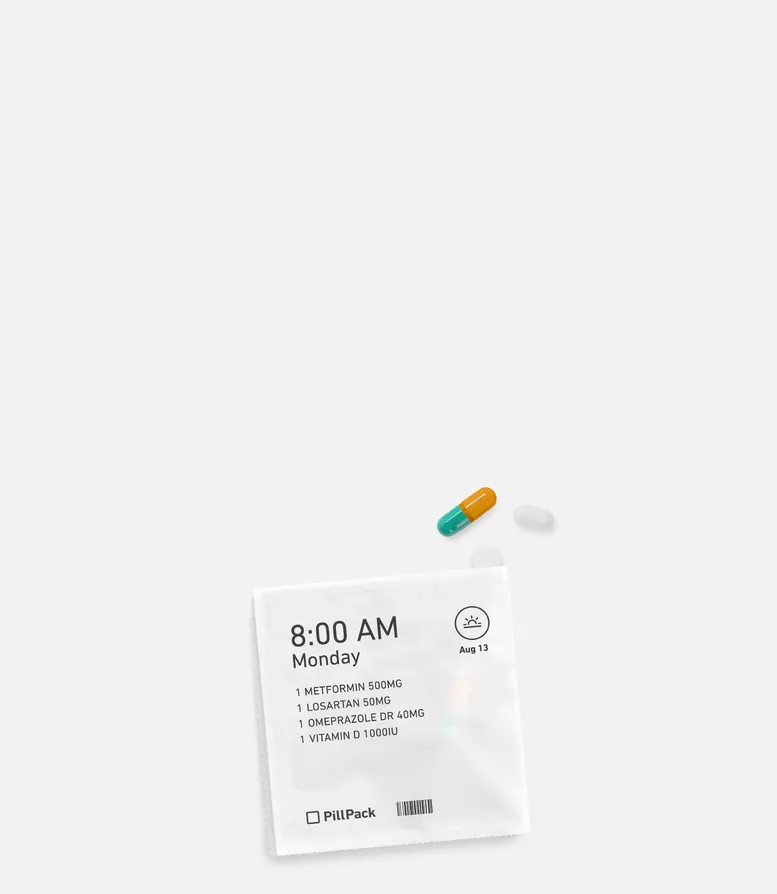 8:00 AM
Monday
Aug 13
1 METFORMIN 500MG
1 LOSARTAN 50MG
1 OMEPRAZOLE DR 40MG
1 VITAMIN D 1000IU
PillPack